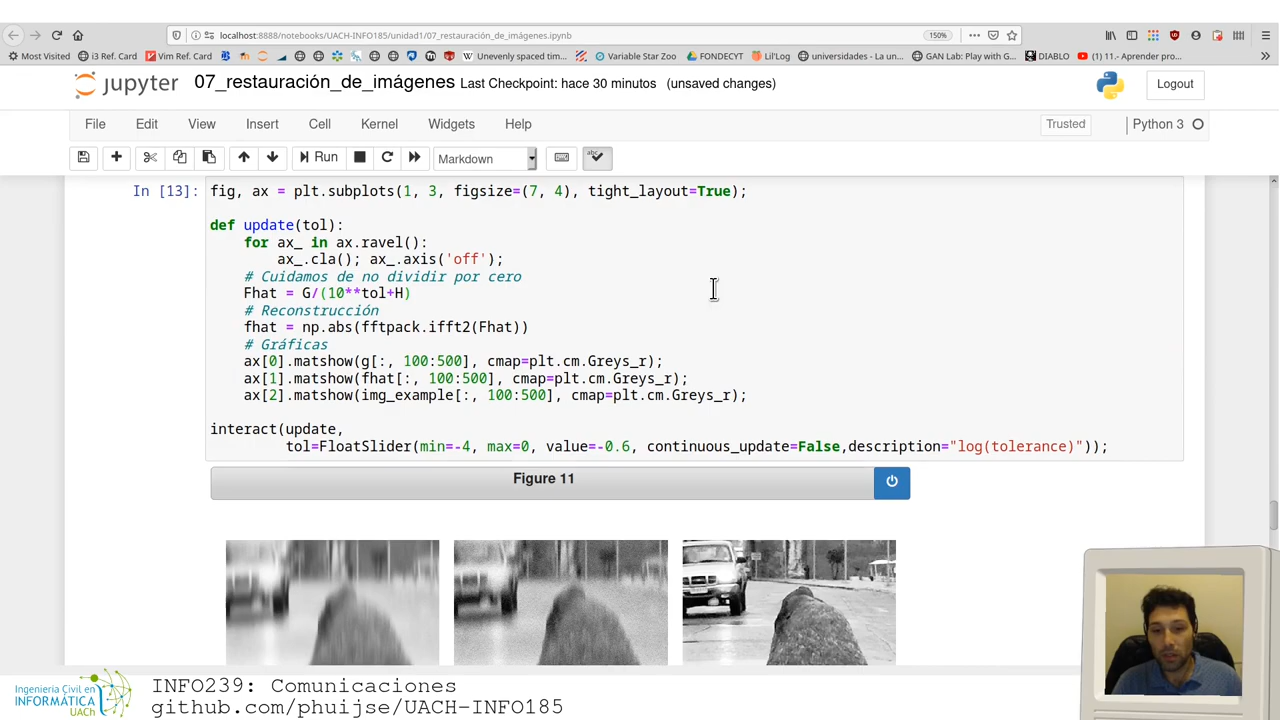 localhost:8888/notebooks/UACH-INFO185/unidad1/07_restauración_de_imágenes.ipynb
150%
Most Visited
i3 Ref. Card
Vim Ref. Card
Unevenly spaced tim...
Variable Star Zoo
FONDECYT
Lil'Log
universidades - La un...
GAN Lab: Play with G...
DIABLO
(1) 11.- Aprender pro...
jupyter 07_restauración_de_imágenes Last Checkpoint: hace 30 minutos (unsaved changes)
Logout
File Edit View Insert Cell Kernel Widgets Help
Trusted
Python 3
Run
Markdown
In [13]:
fig, ax = plt.subplots(1, 3, figsize=(7, 4), tight_layout=True);
def update(tol):
for ax_ in ax.ravel():
ax_.cla(); ax_.axis('off');
# Cuidamos de no dividir por cero
Fhat = G/(10**tol+H)
# Reconstrucción
fhat = np.abs(fftpack.ifft2(Fhat))
# Gráficas
ax[0].matshow(g[:, 100:500], cmap=plt.cm.Greys_r);
ax[1].matshow(fhat[:, 100:500], cmap=plt.cm.Greys_r);
ax[2].matshow(img_example[:, 100:500], cmap=plt.cm.Greys_r);
interact(update,
tol=FloatSlider(min=-4, max=0, value=-0.6, continuous_update=False,description="log(tolerance)"));
Figure 11
Ingeniería Civil en
INFORMÁTICA
UACh
INFO239: Comunicaciones
github.com/phuijse/UACH-INFO185